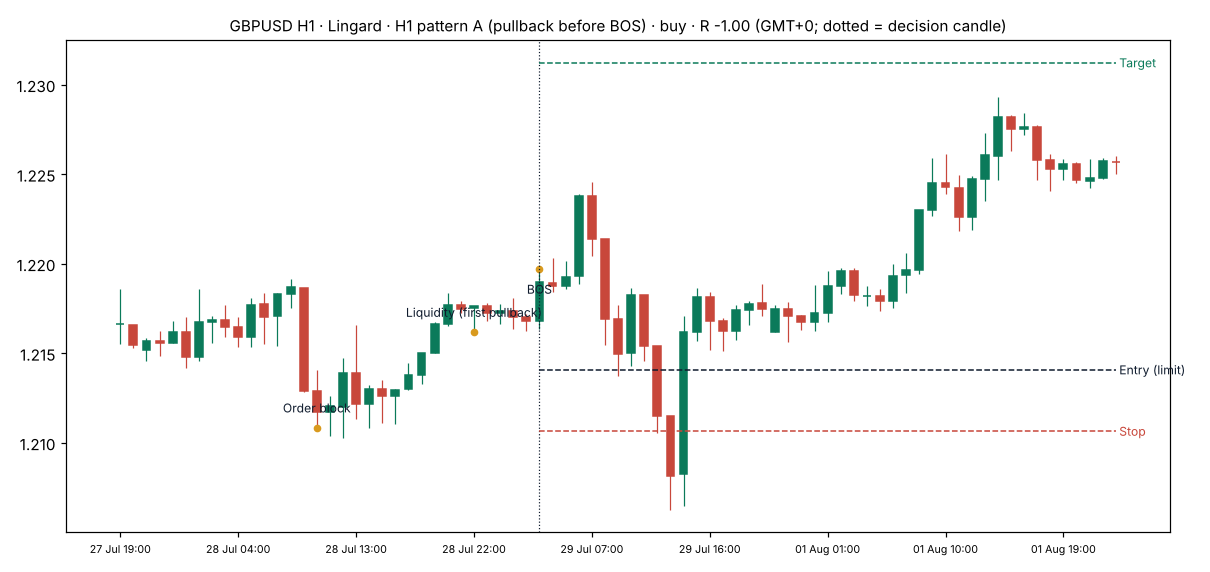 GBPUSD H1 · Lingard · H1 pattern A (pullback before BOS) · buy · R -1.00 (GMT+0; dotted = decision candle)
Target
1.230
1.225
1.220
BOS
Liquidity (first pullback)
1.215
Entry (limit)
Order block
Stop
1.210
27 Jul 19:00
28 Jul 04:00
28 Jul 13:00
28 Jul 22:00
29 Jul 07:00
29 Jul 16:00
01 Aug 01:00
01 Aug 10:00
01 Aug 19:00